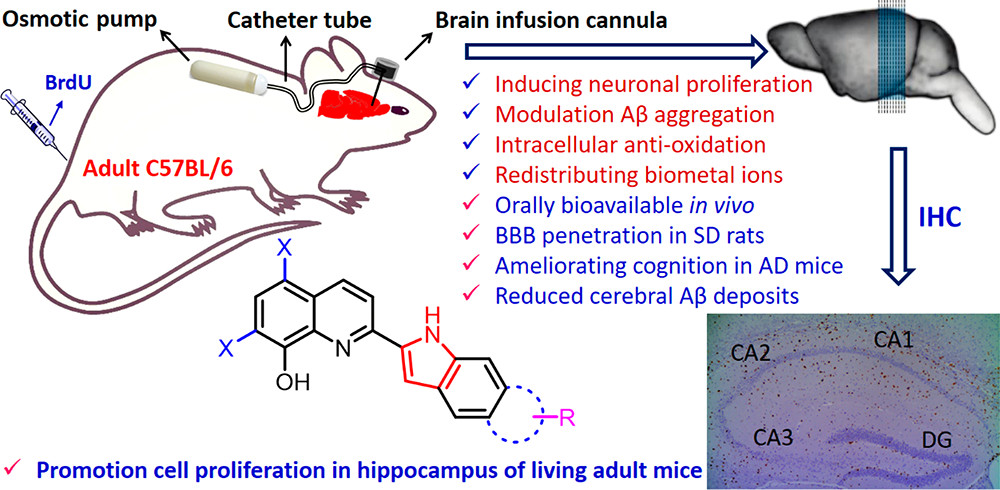 Osmotic pump
Catheter tube
Brain infusion cannula
BrdU
Adult C57BL/6
✓ Inducing neuronal proliferation
✓ Modulation Aβ aggregation
✓ Intracellular anti-oxidation
✓ Redistributing biometal ions
✓ Orally bioavailable in vivo
✓ BBB penetration in SD rats
✓ Ameliorating cognition in AD mice
✓ Reduced cerebral Aβ deposits
IHC
X
X
N
OH
H
N
R
CA2
CA1
CA3
DG
✓ Promotion cell proliferation in hippocampus of living adult mice